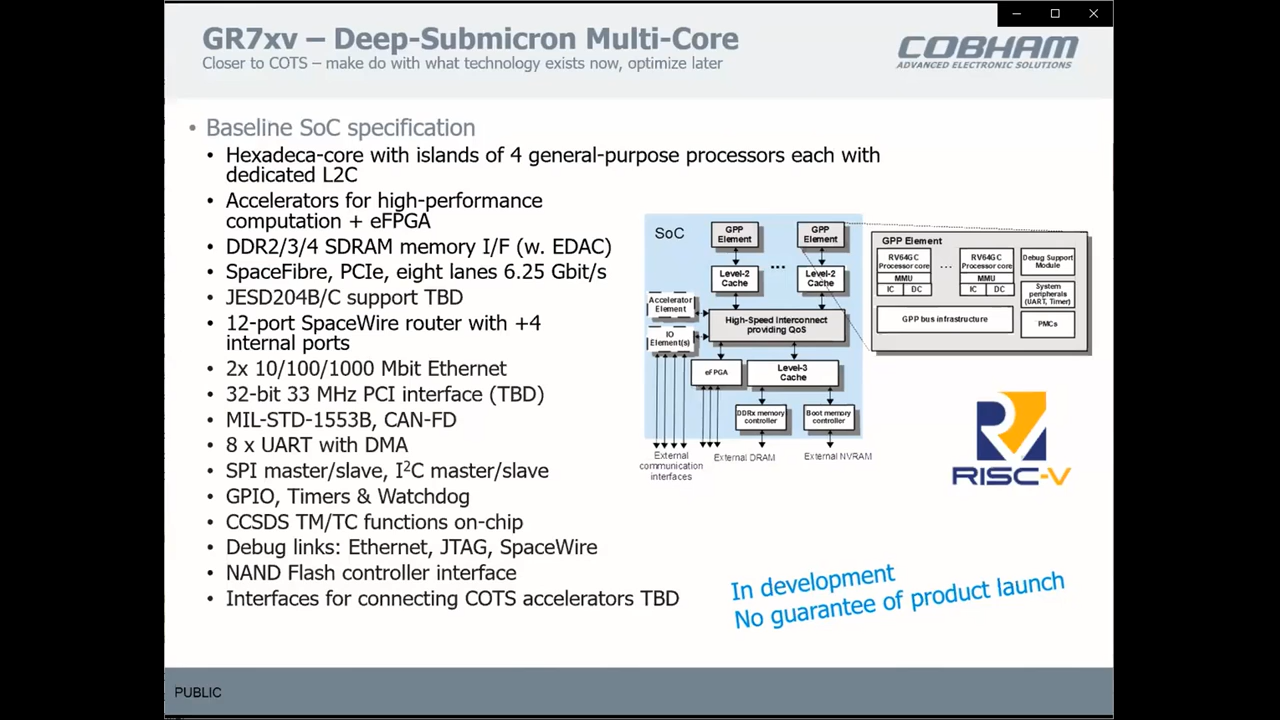 GR7xv – Deep-Submicron Multi-Core
Closer to COTS – make do with what technology exists now, optimize later
COBHAM
ADVANCED ELECTRONIC SOLUTIONS
• Baseline SoC specification
• Hexadeca-core with islands of 4 general-purpose processors each with
dedicated L2C
• Accelerators for high-performance
computation + eFPGA
• DDR2/3/4 SDRAM memory I/F (w. EDAC)
• SpaceFibre, PCIe, eight lanes 6.25 Gbit/s
• JESD204B/C support TBD
• 12-port SpaceWire router with +4
internal ports
• 2x 10/100/1000 Mbit Ethernet
• 32-bit 33 MHz PCI interface (TBD)
• MIL-STD-1553B, CAN-FD
• 8 x UART with DMA
• SPI master/slave, I²C master/slave
• GPIO, Timers & Watchdog
• CCSDS TM/TC functions on-chip
• Debug links: Ethernet, JTAG, SpaceWire
• NAND Flash controller interface
• Interfaces for connecting COTS accelerators TBD
SoC
GPP
Element
...
GPP
Element
Level-2
Cache
Level-2
Cache
Accelerator
Element
IO
Element(s)
High-Speed Interconnect
providing QoS
eFPGA
Level-3
Cache
DDRx memory
controller
Boot memory
controller
External
communication
interfaces
External DRAM
External NVRAM
GPP Element
RV64GC
Processor core
MMU
IC
DC
...
RV64GC
Processor core
MMU
IC
DC
Debug Support
Module
System
peripherals
(UART, Timer)
GPP bus infrastructure
PMCs
RISC-V
In development
No guarantee of product launch
PUBLIC